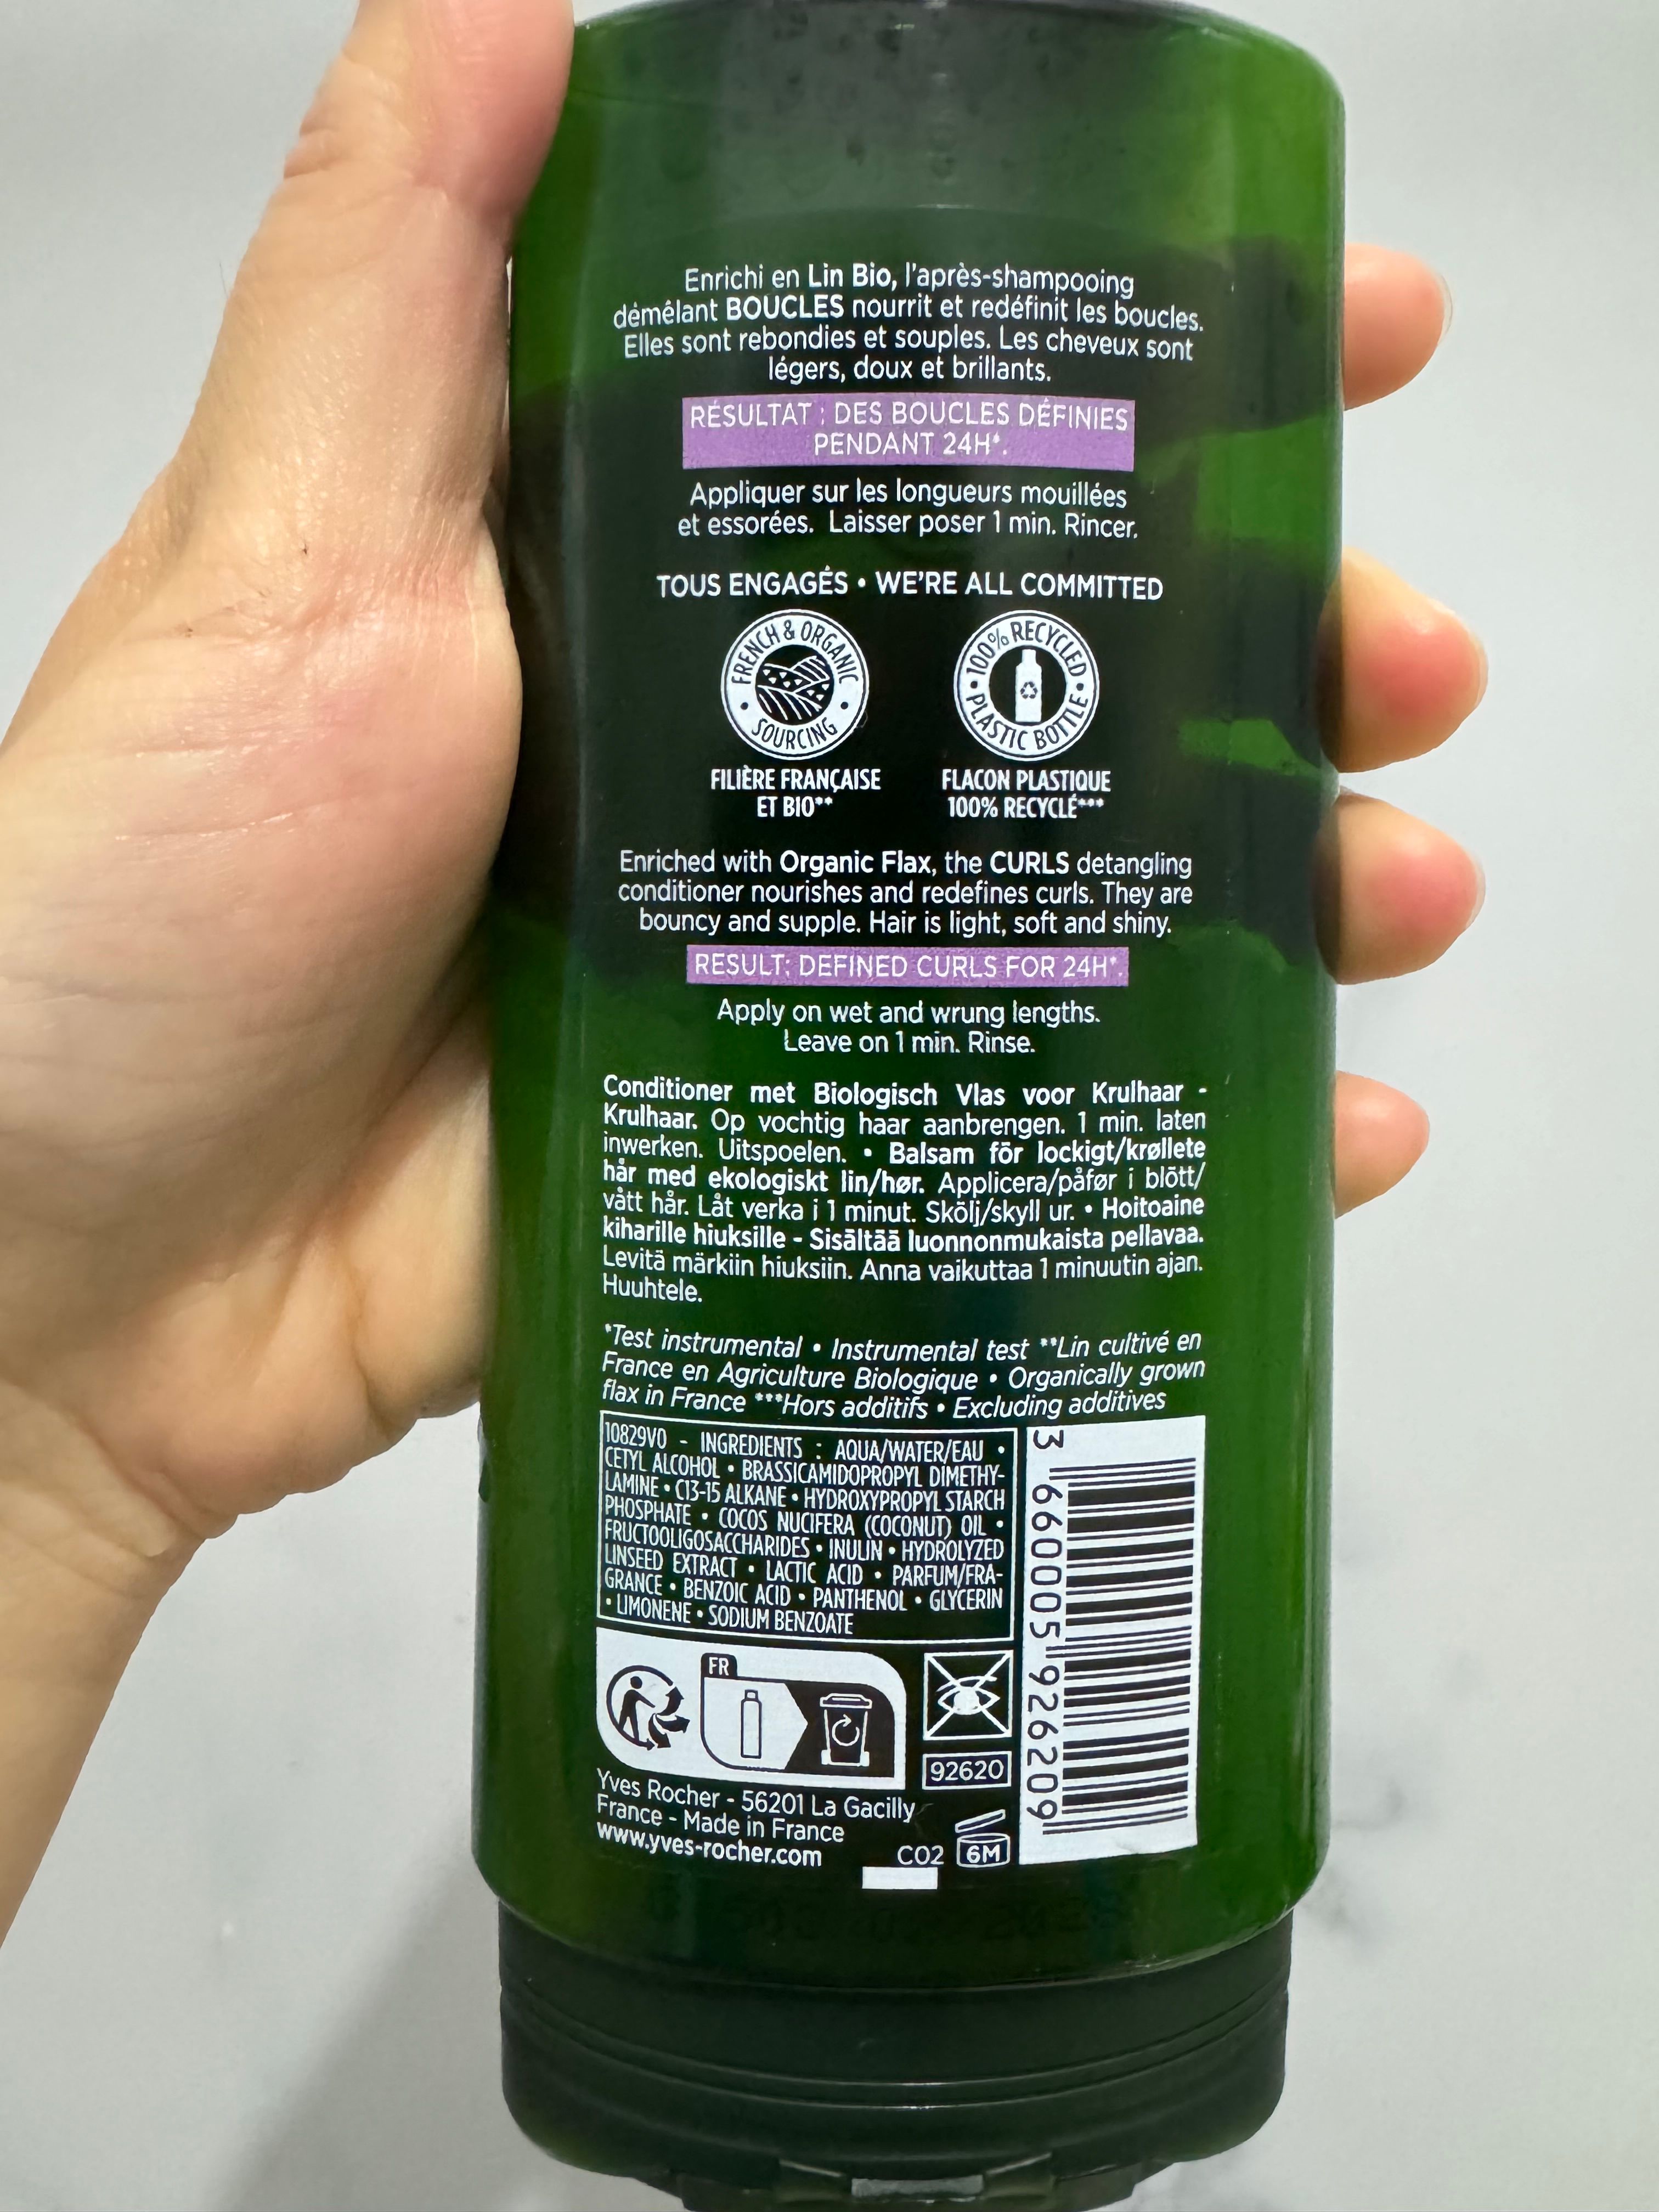 Enrichi en Lin Bio, l'après-shampooing
démêlant BOUCLES nourrit et redéfinit les boucles.
Elles sont rebondies et souples. Les cheveux sont
légers, doux et brillants.
RÉSULTAT : DES BOUCLES DÉFINIES
PENDANT 24H*.
Appliquer sur les longueurs mouillées
et essorées. Laisser poser 1 min. Rincer.
TOUS ENGAGÉS • WE'RE ALL COMMITTED
FRENCH & ORGANIC • SOURCING •
100% RECYCLED • PLASTIC BOTTLE •
FILIÈRE FRANÇAISE
ET BIO**
FLACON PLASTIQUE
100% RECYCLÉ***
Enriched with Organic Flax, the CURLS detangling
conditioner nourishes and redefines curls. They are
bouncy and supple. Hair is light, soft and shiny.
RESULT: DEFINED CURLS FOR 24H*.
Apply on wet and wrung lengths.
Leave on 1 min. Rinse.
Conditioner met Biologisch Vlas voor Krulhaar -
Krulhaar. Op vochtig haar aanbrengen. 1 min. laten
inwerken. Uitspoelen. • Balsam för lockigt/krøllete
hår med ekologiskt lin/hør. Applicera/påfør i blött/
vått hår. Låt verka i 1 minut. Skölj/skyll ur. • Hoitoaine
kiharille hiuksille - Sisältää luonnonmukaista pellavaa.
Levitä märkiin hiuksiin. Anna vaikuttaa 1 minuutin ajan.
Huuhtele.
*Test instrumental • Instrumental test **Lin cultivé en
France en Agriculture Biologique • Organically grown
flax in France ***Hors additifs • Excluding additives
10829V0 - INGREDIENTS : AQUA/WATER/EAU •
CETYL ALCOHOL • BRASSICAMIDOPROPYL DIMETHY-
LAMINE • C13-15 ALKANE • HYDROXYPROPYL STARCH
PHOSPHATE • COCOS NUCIFERA (COCONUT) OIL •
FRUCTOOLIGOSACCHARIDES • INULIN • HYDROLYZED
LINSEED EXTRACT • LACTIC ACID • PARFUM/FRA-
GRANCE • BENZOIC ACID • PANTHENOL • GLYCERIN
• LIMONENE • SODIUM BENZOATE
3 660005 926209
FR
92620
Yves Rocher - 56201 La Gacilly
France - Made in France
www.yves-rocher.com
C02
6M